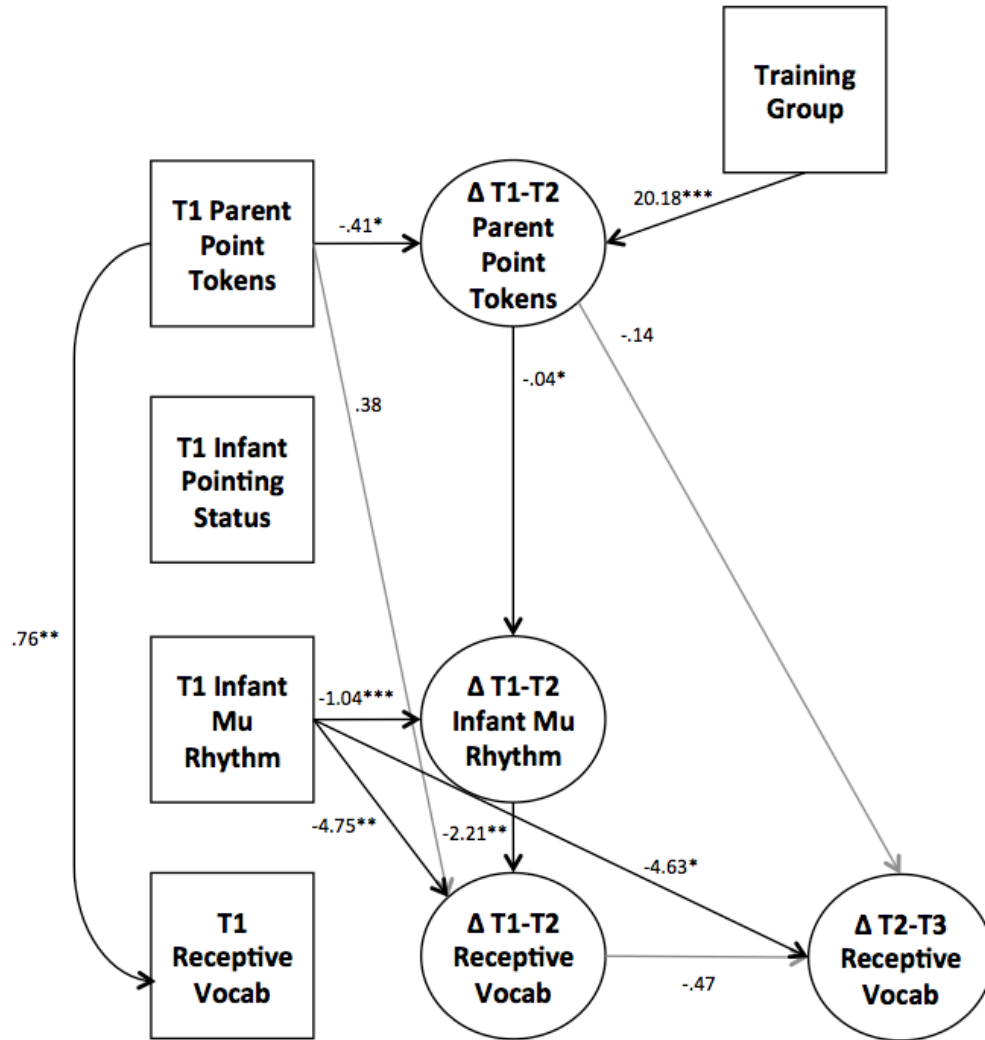 Training
Group
20.18***
T1 Parent
Point
Tokens
-.41*
Δ T1-T2
Parent
Point
Tokens
-.14
-.04*
.38
T1 Infant
Pointing
Status
.76**
T1 Infant
Mu
Rhythm
-1.04***
Δ T1-T2
Infant Mu
Rhythm
-4.75**
-2.21**
-4.63*
T1
Receptive
Vocab
Δ T1-T2
Receptive
Vocab
-.47
Δ T2-T3
Receptive
Vocab